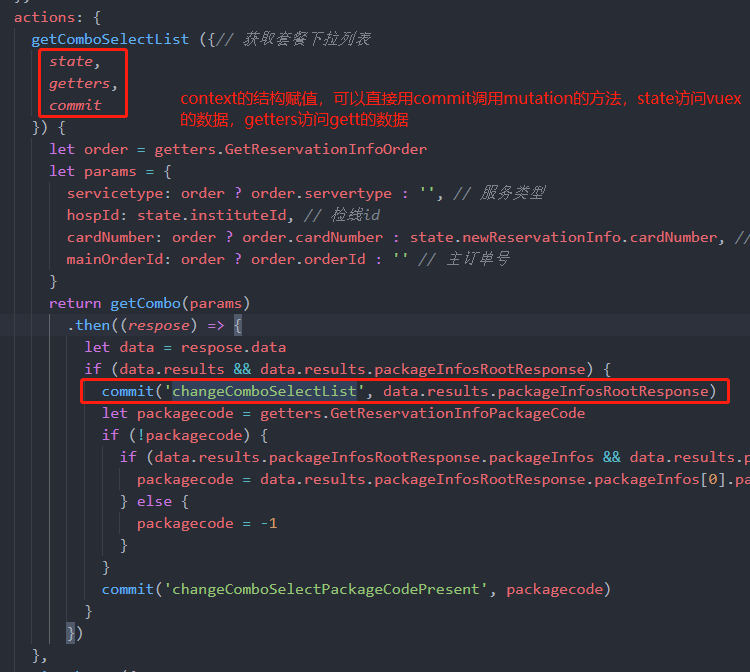 actions: {
getComboSelectList ({// 获取套餐下拉列表
state,
getters,
commit
context的结构赋值，可以直接用commit调用mutation的方法，state访问vuex
的数据，getters访问gett的数据
}) {
let order = getters.GetReservationInfoOrder
let params = {
servicetype: order ? order.servertype : '', // 服务类型
hospId: state.instituteId, // 检线id
cardNumber: order ? order.cardNumber : state.newReservationInfo.cardNumber, //
mainOrderId: order ? order.orderId : '' // 主订单号
}
return getCombo(params)
.then((respose) => {
let data = respose.data
if (data.results && data.results.packageInfosRootResponse) {
commit('changeComboSelectList', data.results.packageInfosRootResponse)
let packagecode = getters.GetReservationInfoPackageCode
if (!packagecode) {
if (data.results.packageInfosRootResponse.packageInfos && data.results.p
packagecode = data.results.packageInfosRootResponse.packageInfos[0].pa
} else {
packagecode = -1
}
}
commit('changeComboSelectPackageCodePresent', packagecode)
}
})
},